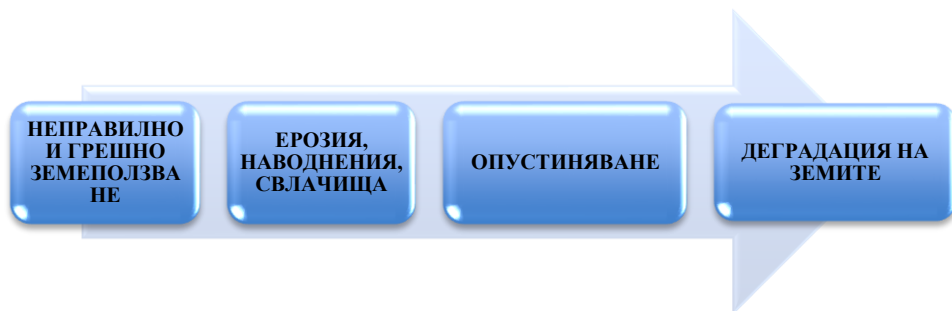 НЕПРАВИЛНО
И ГРЕШНО
ЗЕМЕПОЛЗВА
НЕ
ЕРОЗИЯ,
НАВОДНЕНИЯ,
СВЛАЧИЩА
ОПУСТИНЯВАНЕ
ДЕГРАДАЦИЯ НА
ЗЕМИТЕ